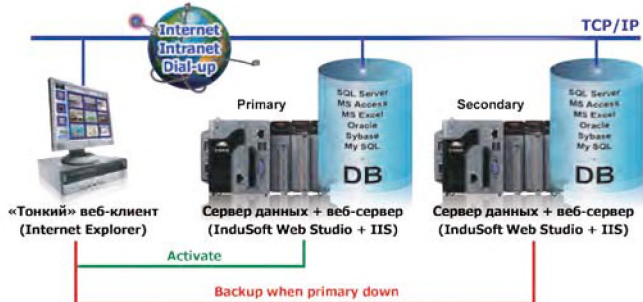 Internet
Intranet
Dial-up
TCP/IP
Primary
SQL Server
MS Access
MS Excel
Oracle
Sybase
My SQL
DB
Secondary
SQL Server
MS Access
MS Excel
Oracle
Sybase
My SQL
DB
«Тонкий» веб-клиент
(Internet Explorer)
Сервер данных + веб-сервер
(InduSoft Web Studio + IIS)
Сервер данных + веб-сервер
(InduSoft Web Studio + IIS)
Activate
Backup when primary down